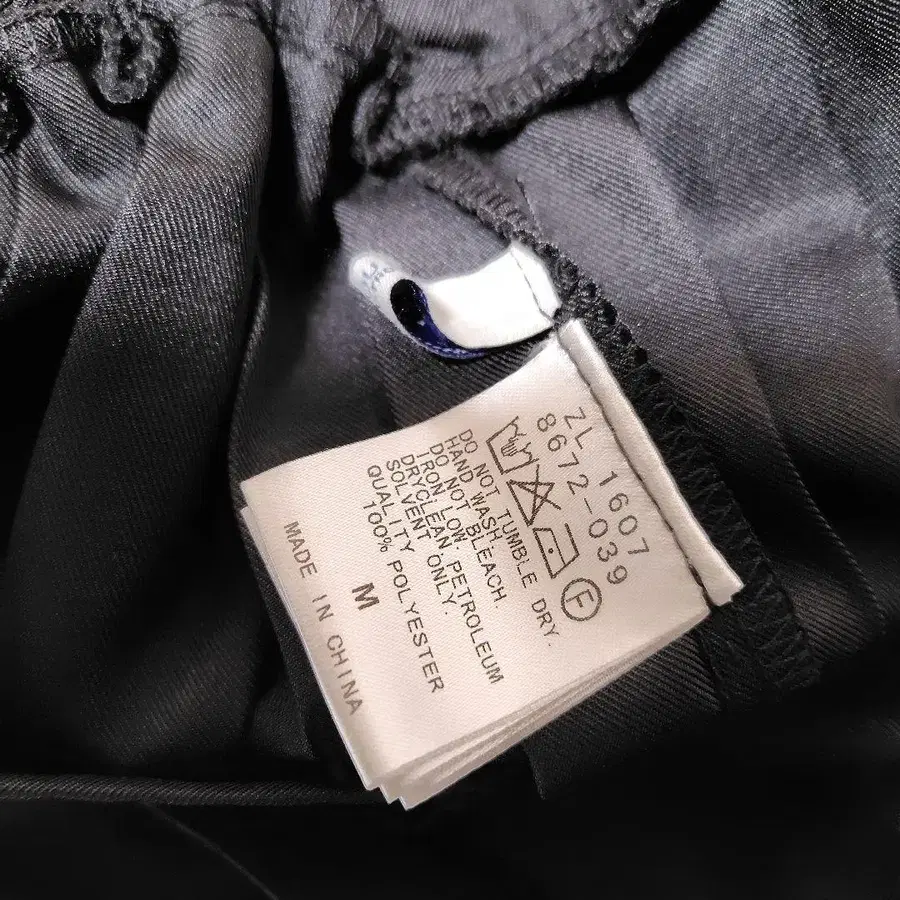 ZL 1607
8672-039
F
DO NOT TUMBLE DRY.
HAND WASH.
DO NOT BLEACH.
IRON LOW. PETROLEUM
DRYCLEAN ONLY.
SOLVENT
QUALITY
100% POLYESTER
M
MADE IN CHINA